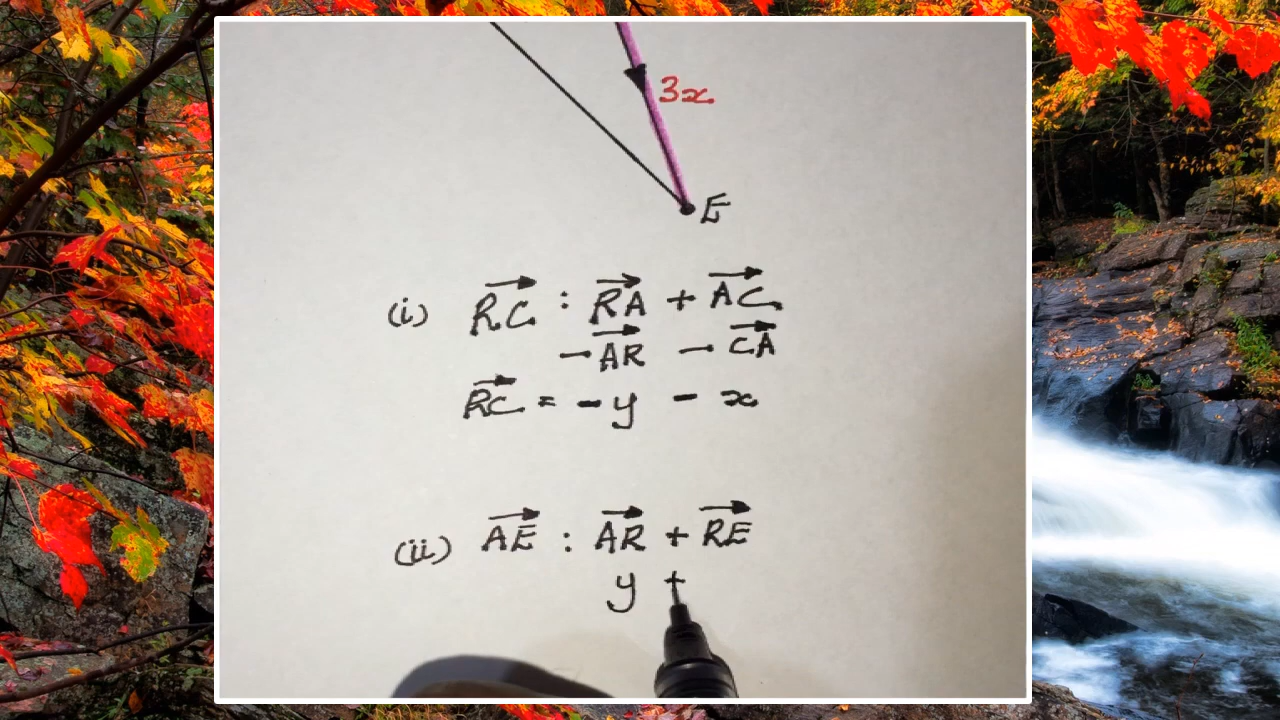 3x
E
(i) RC : RA + AC
- AR - CA
RC = - y - x
(ii) AE : AR + RE
y +